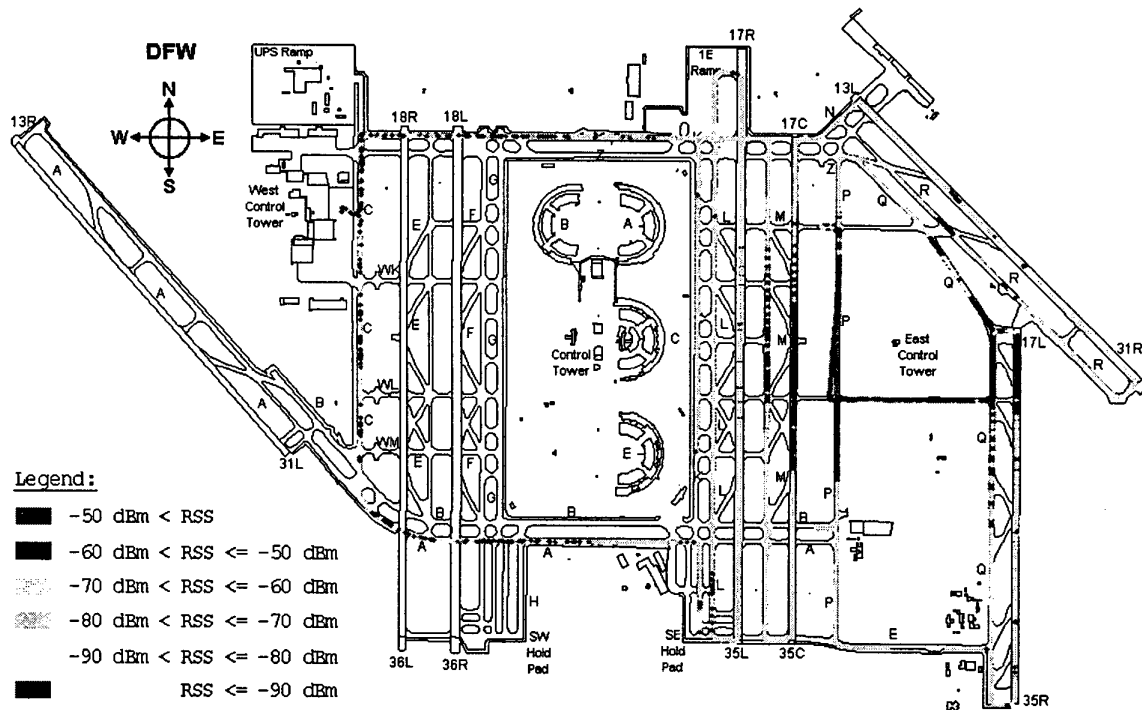 DFW
N
W E
S
UPS Ramp
1E
Ramp
17R
13L
N
13R
18R
18L
17C
Z
Z
A
West
Control
Tower
C
G
E
F
B
A
L
M
P
Q
R
R
WK
Q
A
C
E
F
G
Control
Tower
C
L
M
P
East
Control
Tower
17L
31R
R
WL
A
B
C
WM
E
F
E
31L
G
L
M
P
Q
B
B
B
A
A
A
L
P
Q
H
E
SW
Hold
Pad
SE
Hold
Pad
36L
36R
35L
35C
35R
Legend:
-50 dBm < RSS
-60 dBm < RSS <= -50 dBm
-70 dBm < RSS <= -60 dBm
-80 dBm < RSS <= -70 dBm
-90 dBm < RSS <= -80 dBm
RSS <= -90 dBm